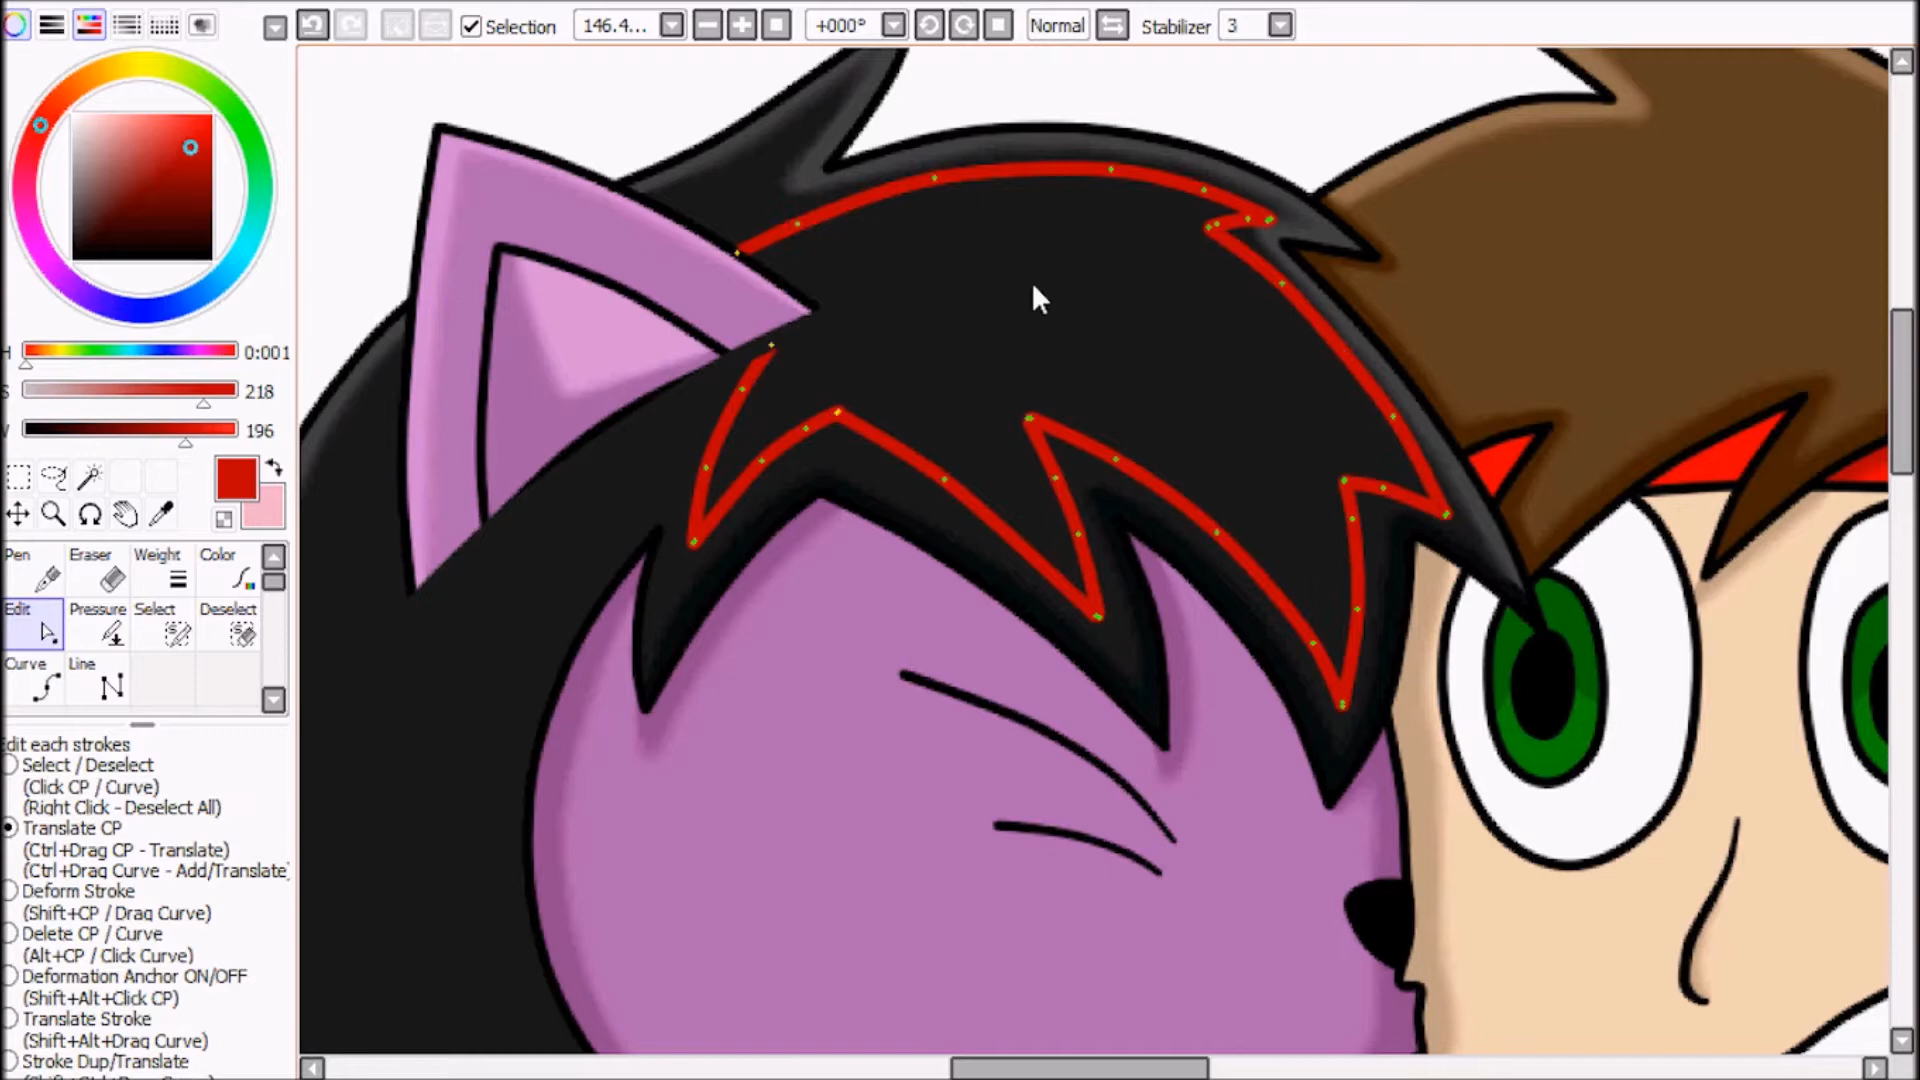 Selection 146.4... +000° Normal Stabilizer 3
H 0:001
S 218
V 196
Pen Eraser Weight Color
Edit Pressure Select Deselect
Curve Line
Edit each strokes
Select / Deselect
(Click CP / Curve)
(Right Click - Deselect All)
Translate CP
(Ctrl+Drag CP - Translate)
(Ctrl+Drag Curve - Add/Translate)
Deform Stroke
(Shift+CP / Drag Curve)
Delete CP / Curve
(Alt+CP / Click Curve)
Deformation Anchor ON/OFF
(Shift+Alt+Click CP)
Translate Stroke
(Shift+Alt+Drag Curve)
Stroke Dup/Translate